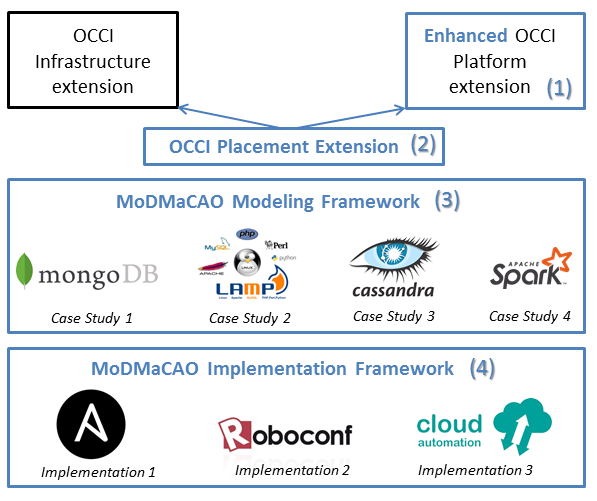 OCCI
Infrastructure
extension
Enhanced OCCI
Platform
extension (1)
OCCI Placement Extension (2)
MoDMaCAO Modeling Framework (3)
mongoDB
php
MySQL
Perl
LINUX
python
APACHE
LAMP
Linux Apache MySQL PHP/Perl/Python
cassandra
APACHE
Spark™
Case Study 1
Case Study 2
Case Study 3
Case Study 4
MoDMaCAO Implementation Framework (4)
A
Roboconf
cloud
automation
Implementation 1
Implementation 2
Implementation 3